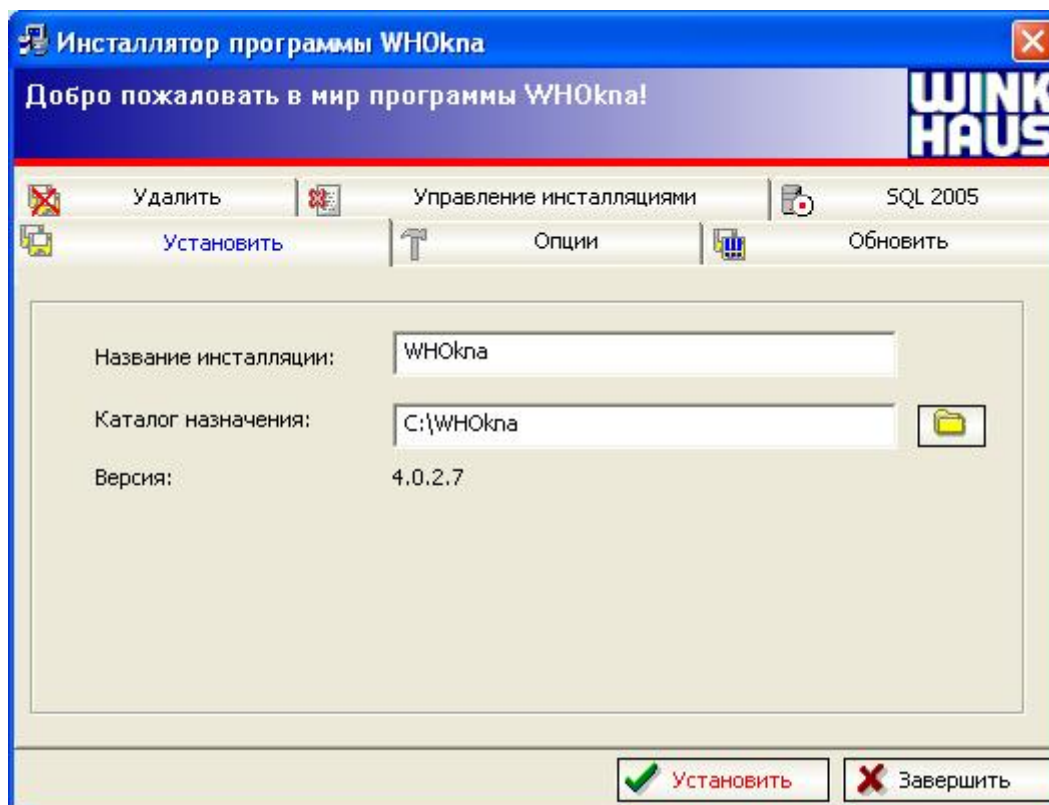 Инсталлятор программы WHOkna
Добро пожаловать в мир программы WHOkna!
WINK
HAUS
Удалить Управление инсталляциями SQL 2005
Установить Опции Обновить
Название инсталляции: WHOkna
Каталог назначения: C:\WHOkna
Версия: 4.0.2.7
Установить Завершить